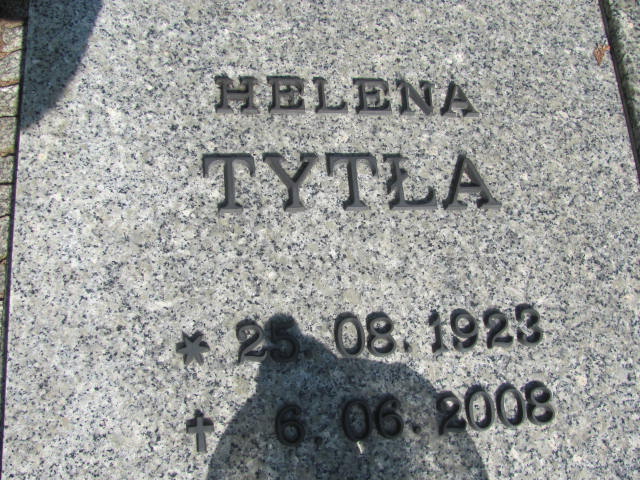 HELENA
TYTŁA
* 25. 08. 1923
† 6. 06. 2008